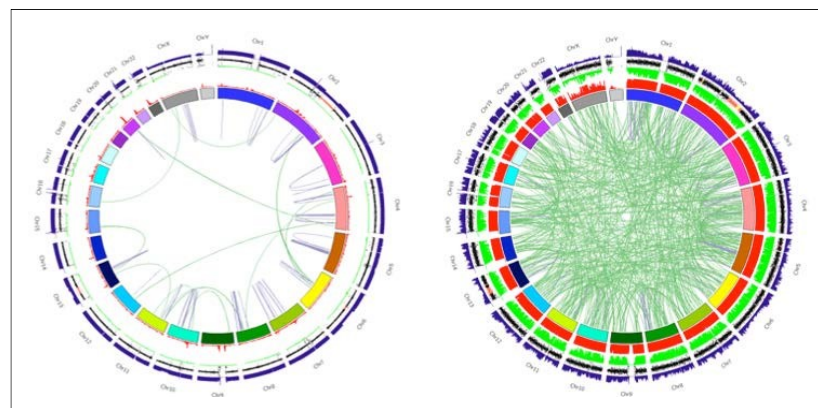 Chr1
Chr2
Chr3
Chr4
Chr5
Chr6
Chr7
Chr8
Chr9
Chr10
Chr11
Chr12
Chr13
Chr14
Chr15
Chr16
Chr17
Chr18
Chr19
Chr20
Chr21
Chr22
ChrX
ChrY
Chr1
Chr2
Chr3
Chr4
Chr5
Chr6
Chr7
Chr8
Chr9
Chr10
Chr11
Chr12
Chr13
Chr14
Chr15
Chr16
Chr17
Chr18
Chr19
Chr20
Chr21
Chr22
ChrX
ChrY